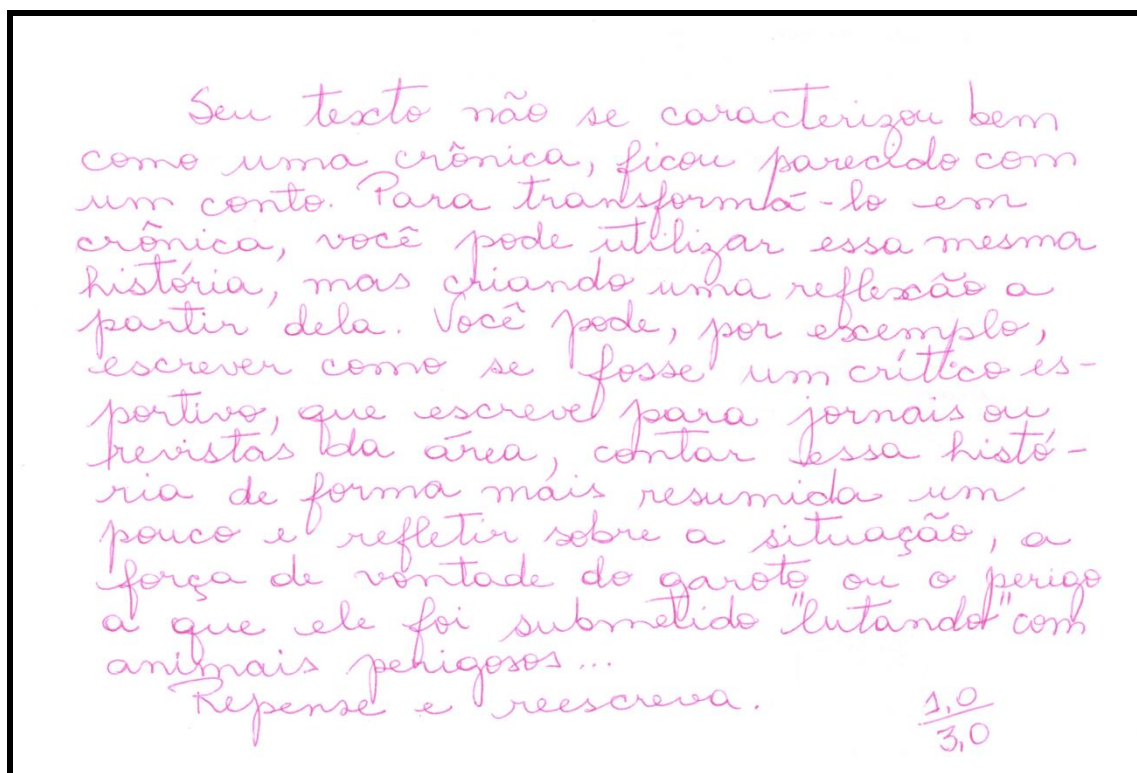 Seu texto não se caracterizou bem
como uma crônica, ficou parecido com
um conto. Para transformá-lo em
crônica, você pode utilizar essa mesma
história, mas criando uma reflexão a
partir dela. Você pode, por exemplo,
escrever como se fosse um crítico es-
portivo, que escreve para jornais ou
revistas da área, contar essa histó-
ria de forma mais resumida um
pouco e refletir sobre a situação, a
força de vontade do garoto ou o perigo
a que ele foi submetido "lutando" com
animais perigosos...
Repense e reescreva.
1,0
3,0